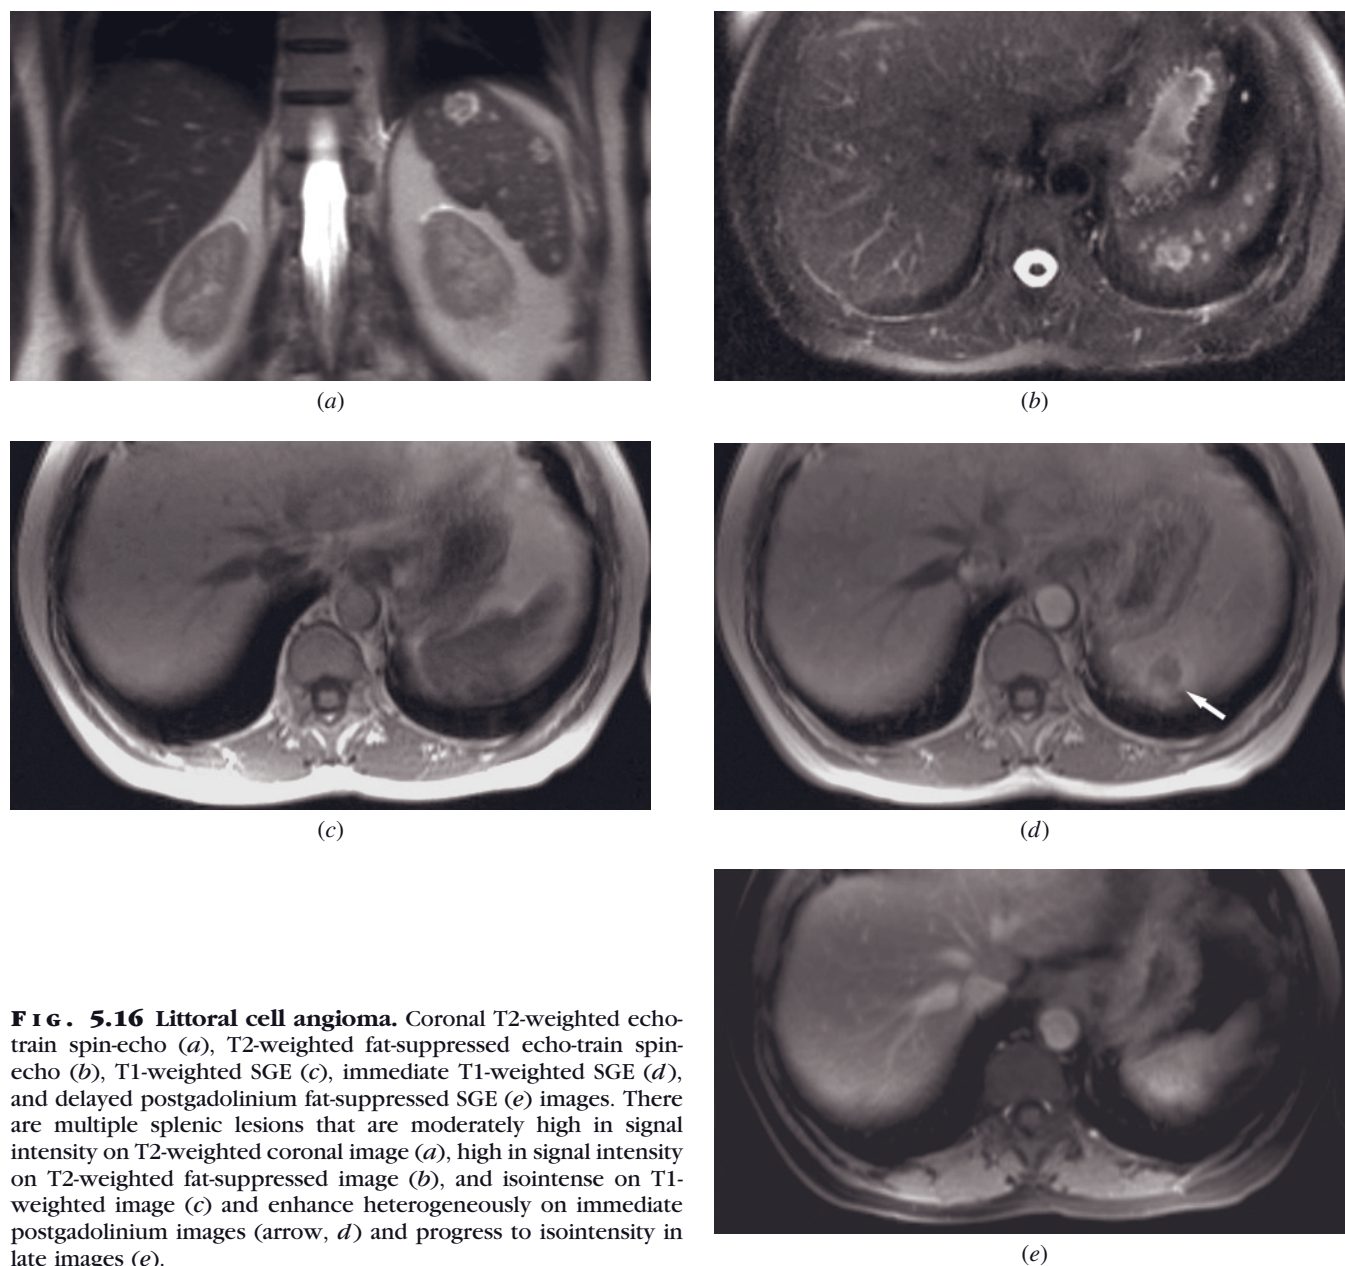 (a)
(b)
(c)
(d)
(e)
FIG. 5.16 Littoral cell angioma. Coronal T2-weighted echo-
train spin-echo (a), T2-weighted fat-suppressed echo-train spin-
echo (b), T1-weighted SGE (c), immediate T1-weighted SGE (d),
and delayed postgadolinium fat-suppressed SGE (e) images. There
are multiple splenic lesions that are moderately high in signal
intensity on T2-weighted coronal image (a), high in signal intensity
on T2-weighted fat-suppressed image (b), and isointense on T1-
weighted image (c) and enhance heterogeneously on immediate
postgadolinium images (arrow, d) and progress to isointensity in
late images (e).